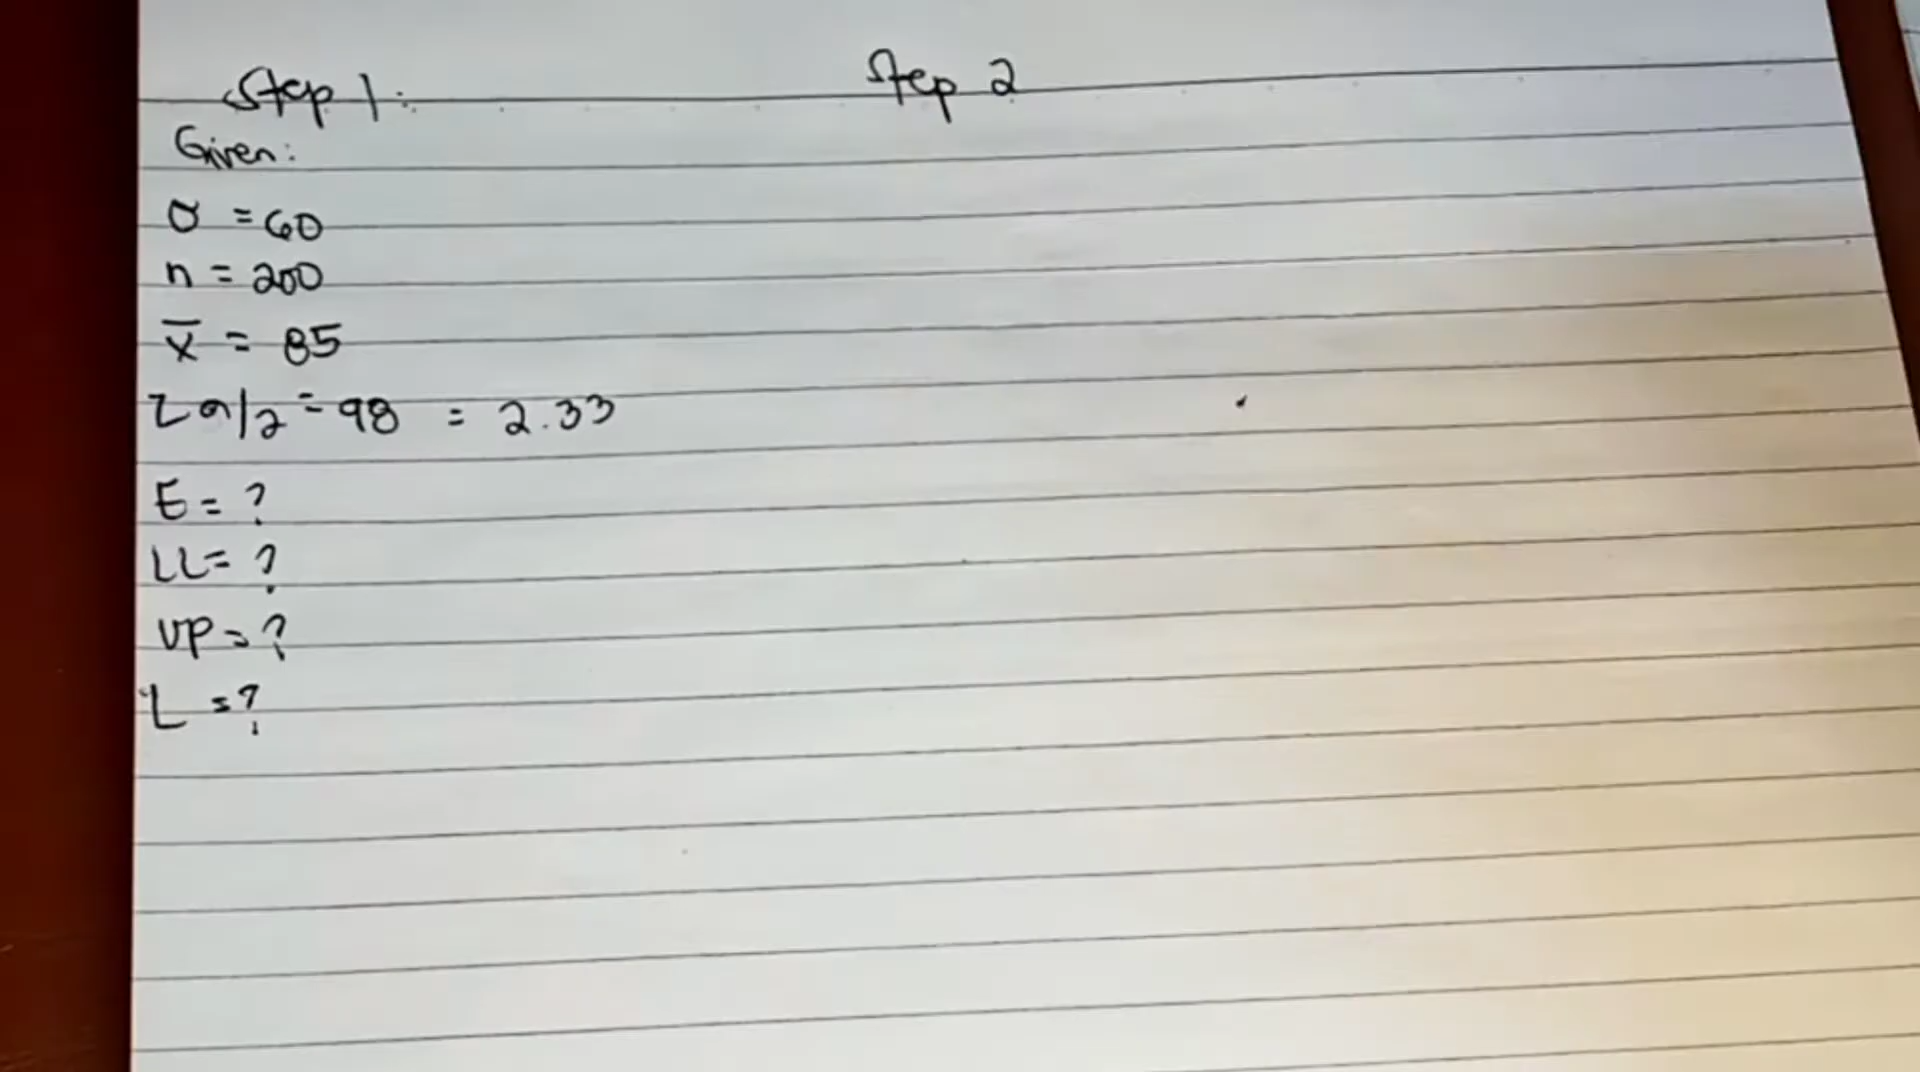 Step 1:
Step 2
Given:
σ = 60
n = 200
x̄ = 85
Zα/2 = 98 = 2.33
E = ?
LL = ?
UP = ?
L = ?